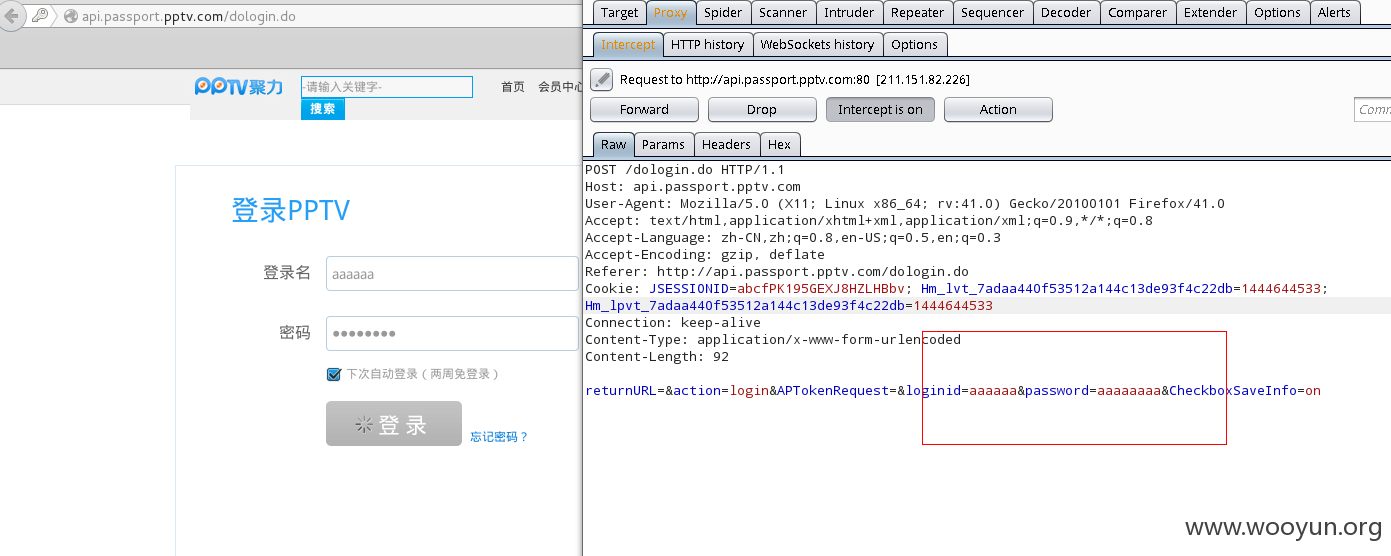 api.passport.pptv.com/dologin.do
PPTV聚力
-请输入关键字-
搜索
首页 会员中心
登录PPTV
登录名 aaaaaa
密码 ●●●●●●●●
下次自动登录（两周免登录）
登 录
忘记密码？
Target Proxy Spider Scanner Intruder Repeater Sequencer Decoder Comparer Extender Options Alerts
Intercept HTTP history WebSockets history Options
Request to http://api.passport.pptv.com:80 [211.151.82.226]
Forward Drop Intercept is on Action Comm
Raw Params Headers Hex
POST /dologin.do HTTP/1.1
Host: api.passport.pptv.com
User-Agent: Mozilla/5.0 (X11; Linux x86_64; rv:41.0) Gecko/20100101 Firefox/41.0
Accept: text/html,application/xhtml+xml,application/xml;q=0.9,*/*;q=0.8
Accept-Language: zh-CN,zh;q=0.8,en-US;q=0.5,en;q=0.3
Accept-Encoding: gzip, deflate
Referer: http://api.passport.pptv.com/dologin.do
Cookie: JSESSIONID=abcfPK195GEXJ8HZLHBbv; Hm_lvt_7adaa440f53512a144c13de93f4c22db=1444644533;
Hm_lpvt_7adaa440f53512a144c13de93f4c22db=1444644533
Connection: keep-alive
Content-Type: application/x-www-form-urlencoded
Content-Length: 92
returnURL=&action=login&APTokenRequest=&loginid=aaaaaa&password=aaaaaaaa&CheckboxSaveInfo=on
www.wooyun.org